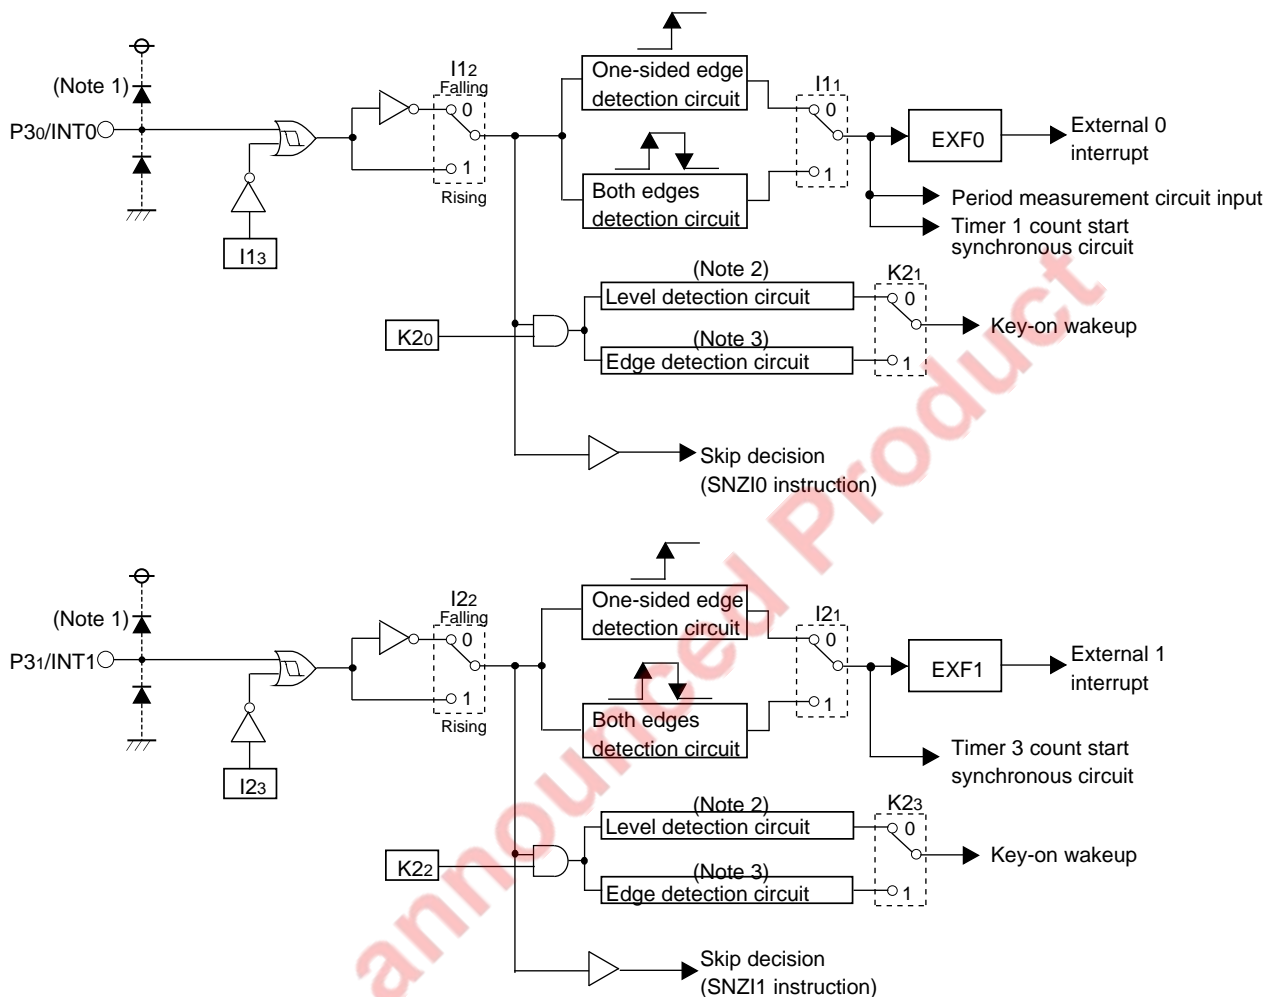 (Note 1)
P30/INT0
I13
I12
Falling
0
1
Rising
One-sided edge
detection circuit
Both edges
detection circuit
I11
0
1
EXF0
External 0
interrupt
Period measurement circuit input
Timer 1 count start
synchronous circuit
K20
(Note 2)
Level detection circuit
(Note 3)
Edge detection circuit
K21
0
1
Key-on wakeup
Skip decision
(SNZI0 instruction)
(Note 1)
P31/INT1
I23
I22
Falling
0
1
Rising
One-sided edge
detection circuit
Both edges
detection circuit
I21
0
1
EXF1
External 1
interrupt
Timer 3 count start
synchronous circuit
K22
(Note 2)
Level detection circuit
(Note 3)
Edge detection circuit
K23
0
1
Key-on wakeup
Skip decision
(SNZI1 instruction)
announced Product